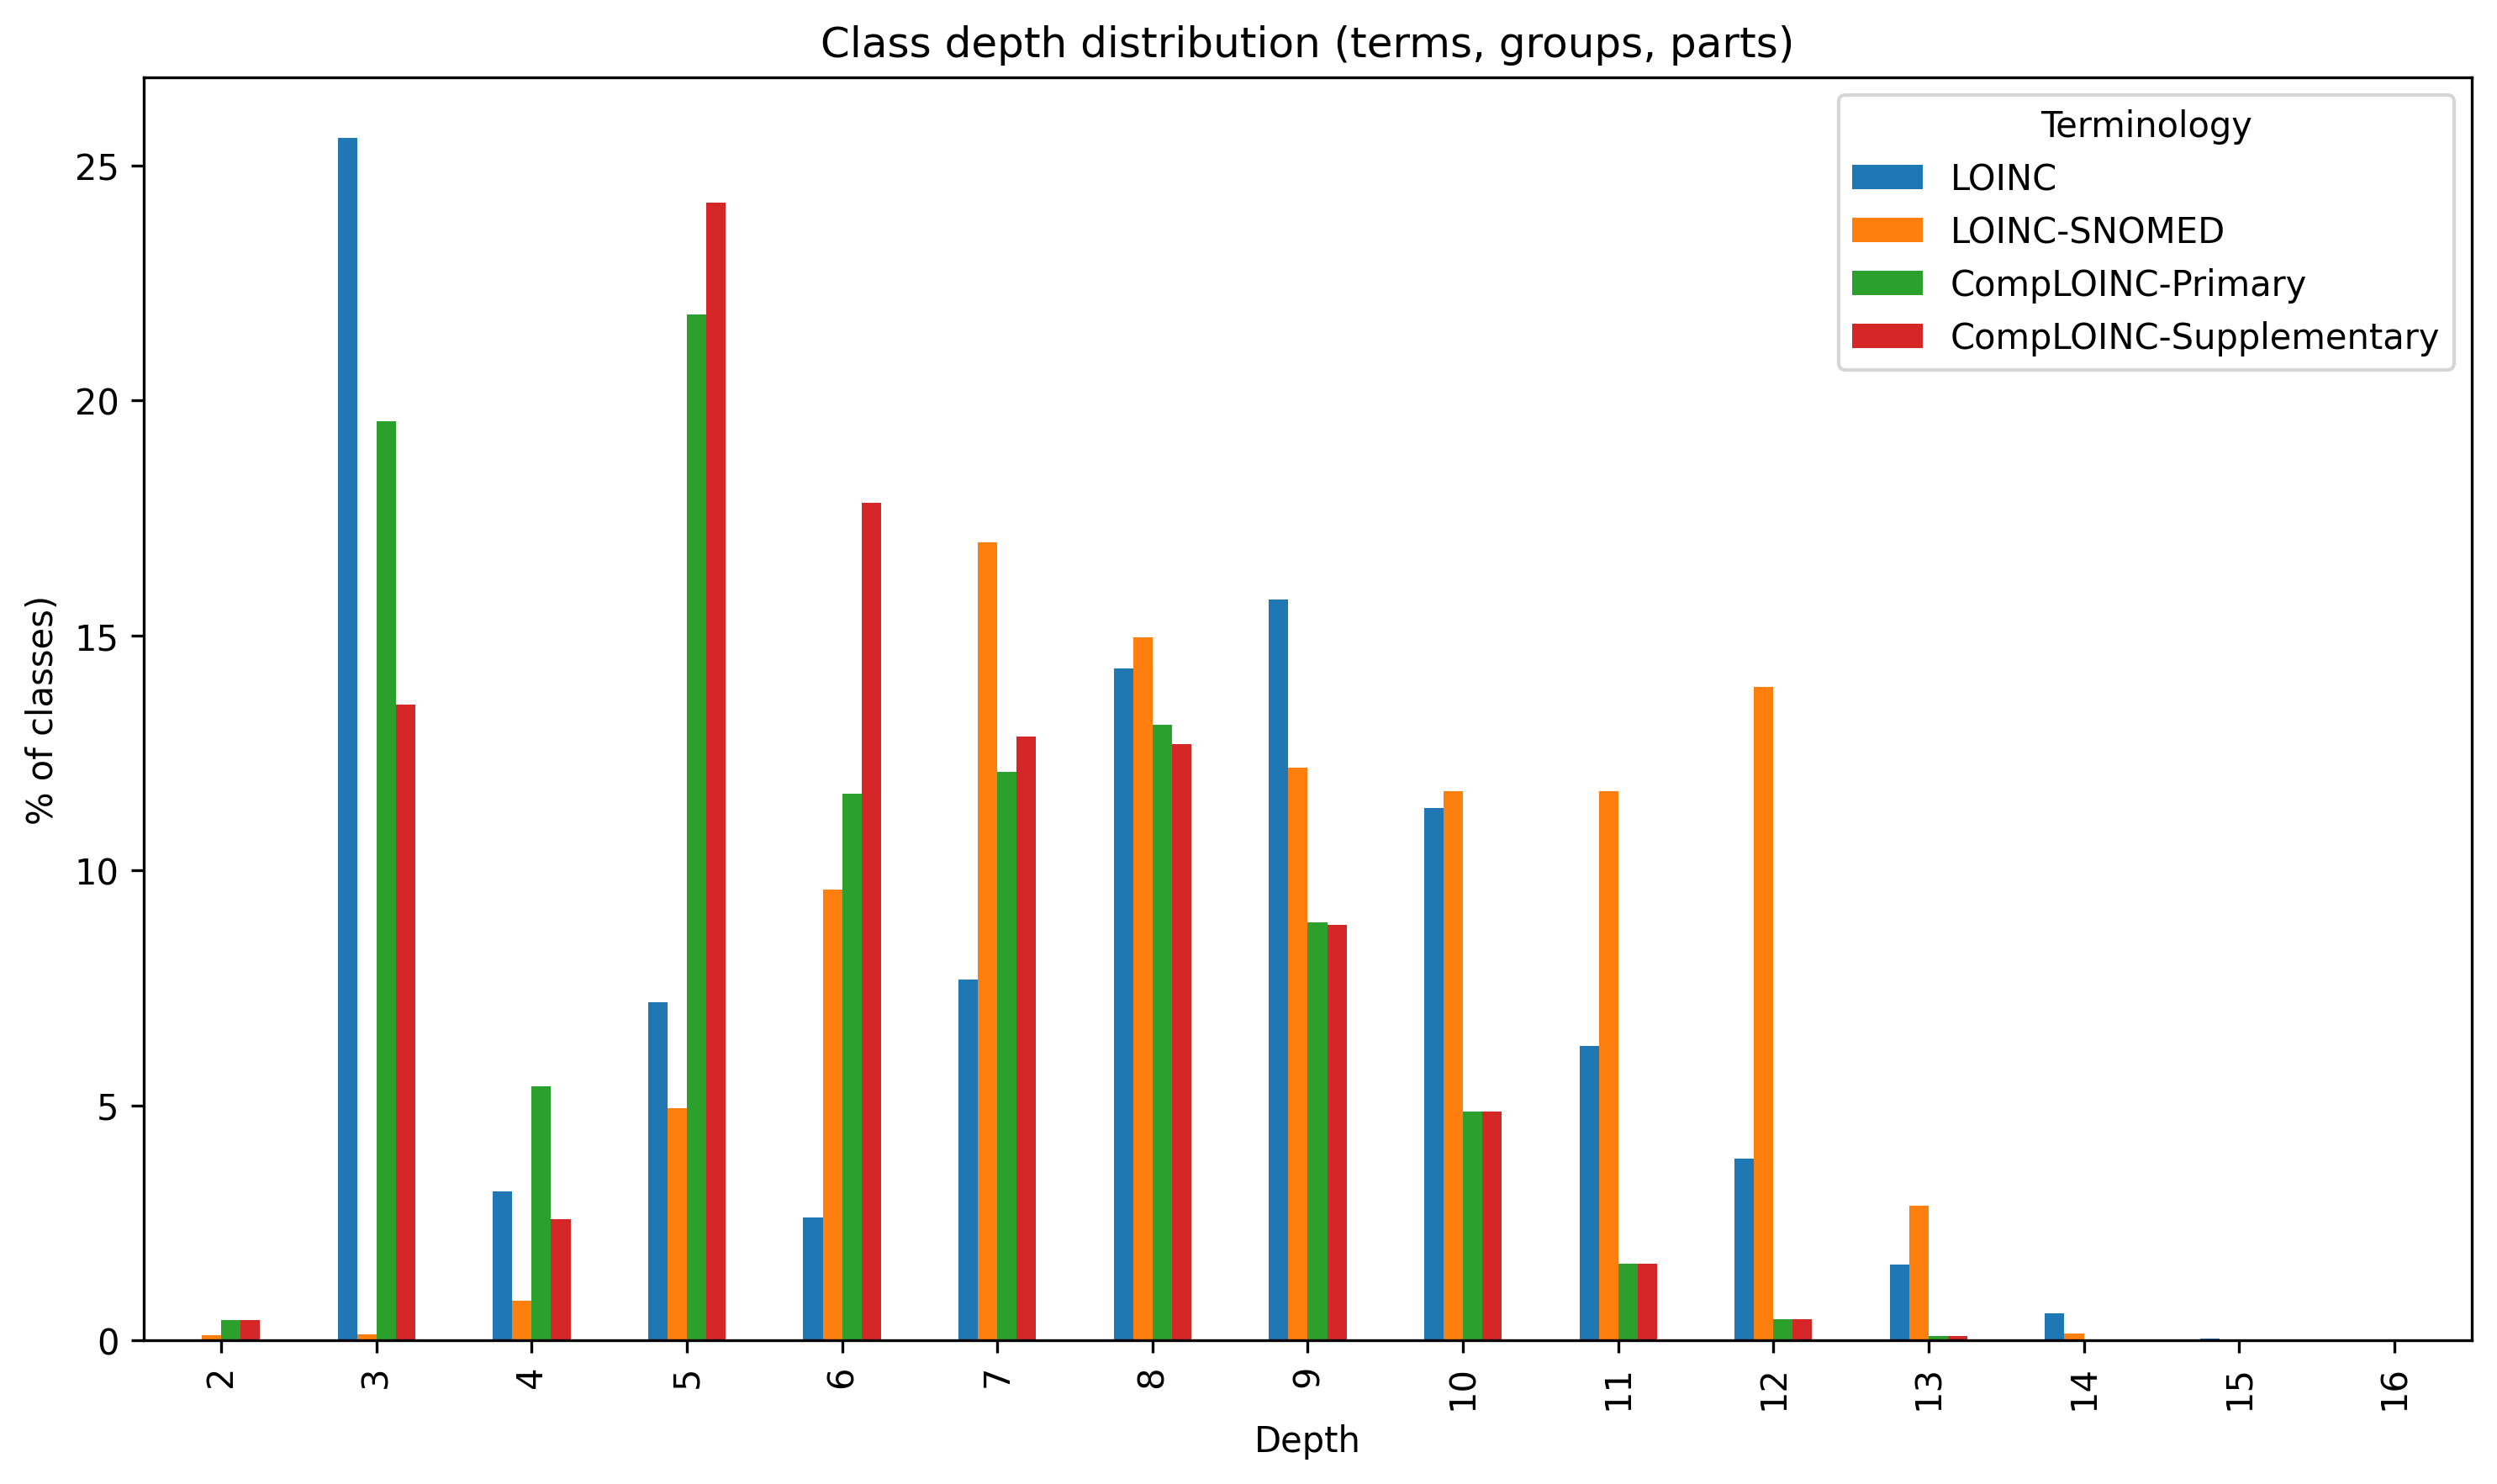 Class depth distribution (terms, groups, parts)
Terminology
LOINC
LOINC-SNOMED
CompLOINC-Primary
CompLOINC-Supplementary
% of classes)
25
20
15
10
5
0
2 3 4 5 6 7 8 9 10 11 12 13 14 15 16
Depth